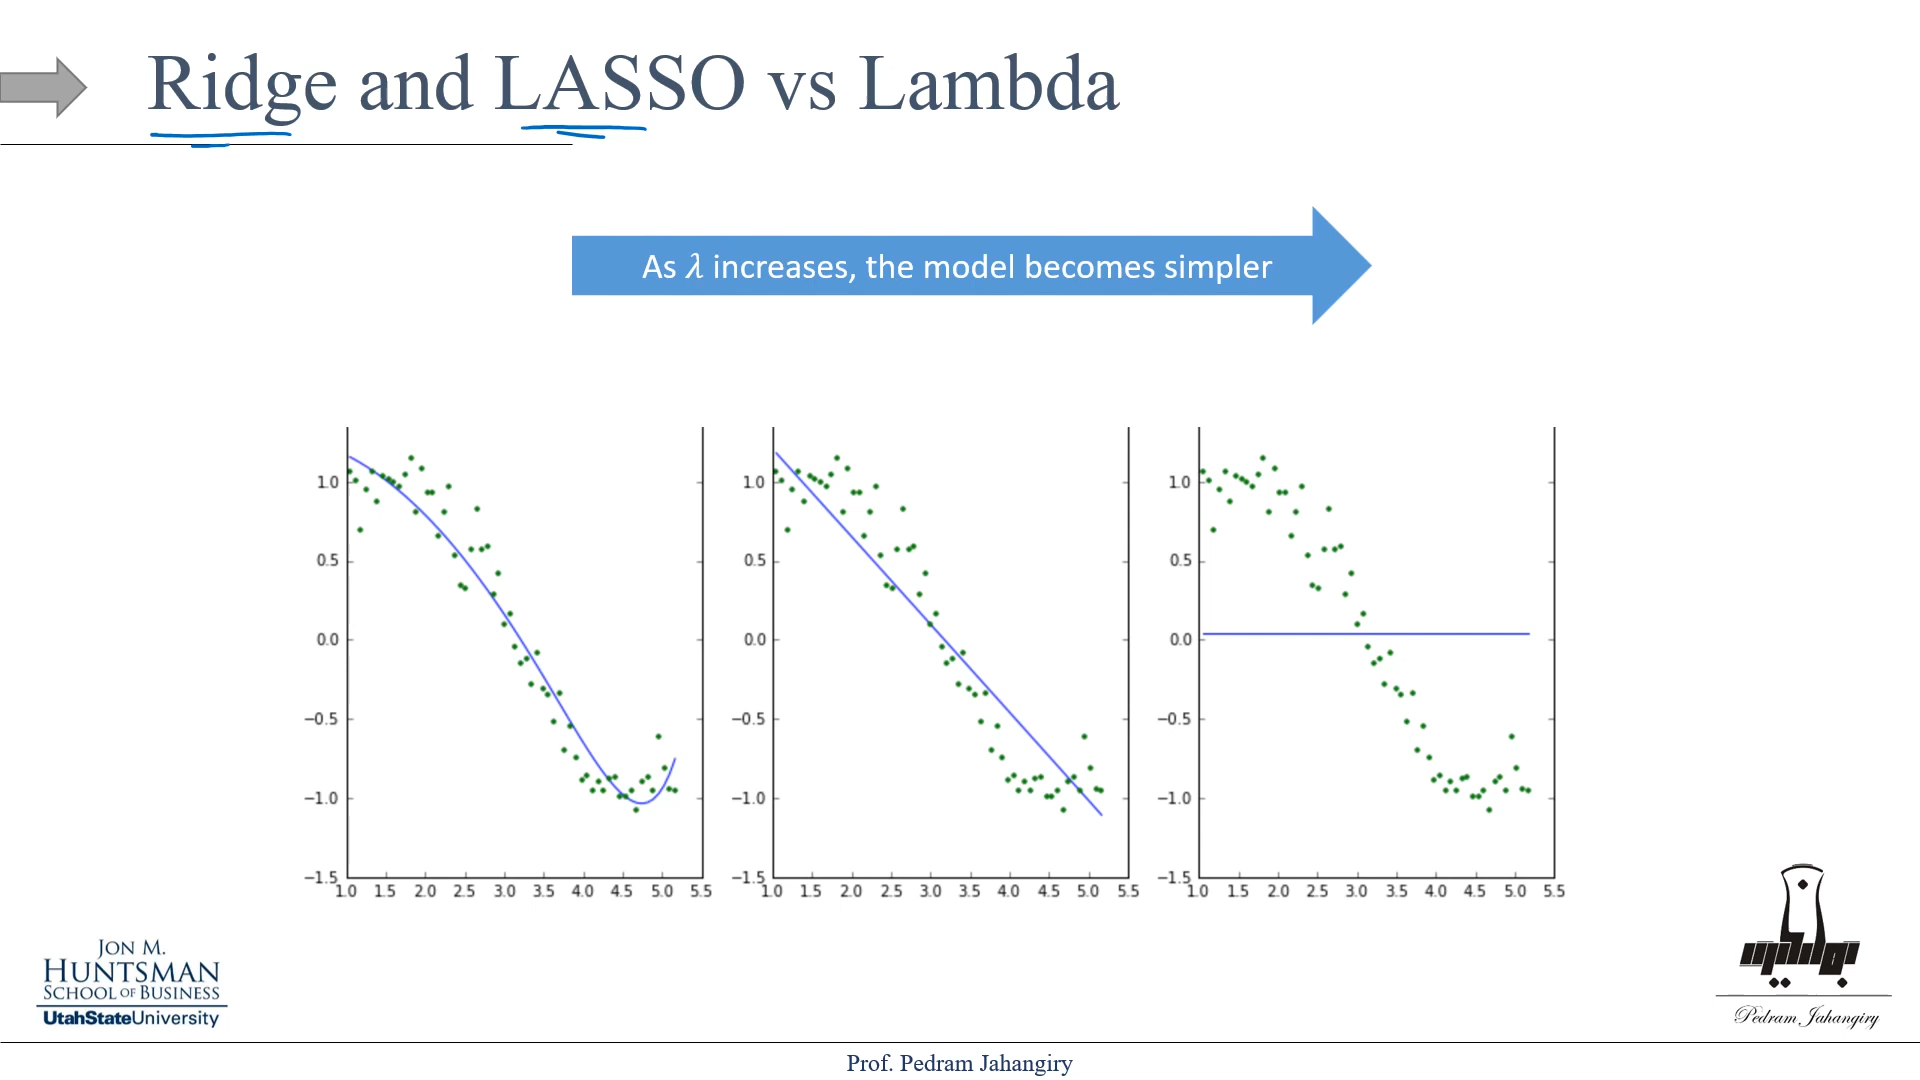 Ridge and LASSO vs Lambda
As λ increases, the model becomes simpler
1.0
0.5
0.0
−0.5
−1.0
−1.5
1.0 1.5 2.0 2.5 3.0 3.5 4.0 4.5 5.0 5.5
1.0
0.5
0.0
−0.5
−1.0
−1.5
1.0 1.5 2.0 2.5 3.0 3.5 4.0 4.5 5.0 5.5
1.0
0.5
0.0
−0.5
−1.0
−1.5
1.0 1.5 2.0 2.5 3.0 3.5 4.0 4.5 5.0 5.5
JON M.
HUNTSMAN
SCHOOL OF BUSINESS
UtahStateUniversity
Pedram Jahangiry
Prof. Pedram Jahangiry